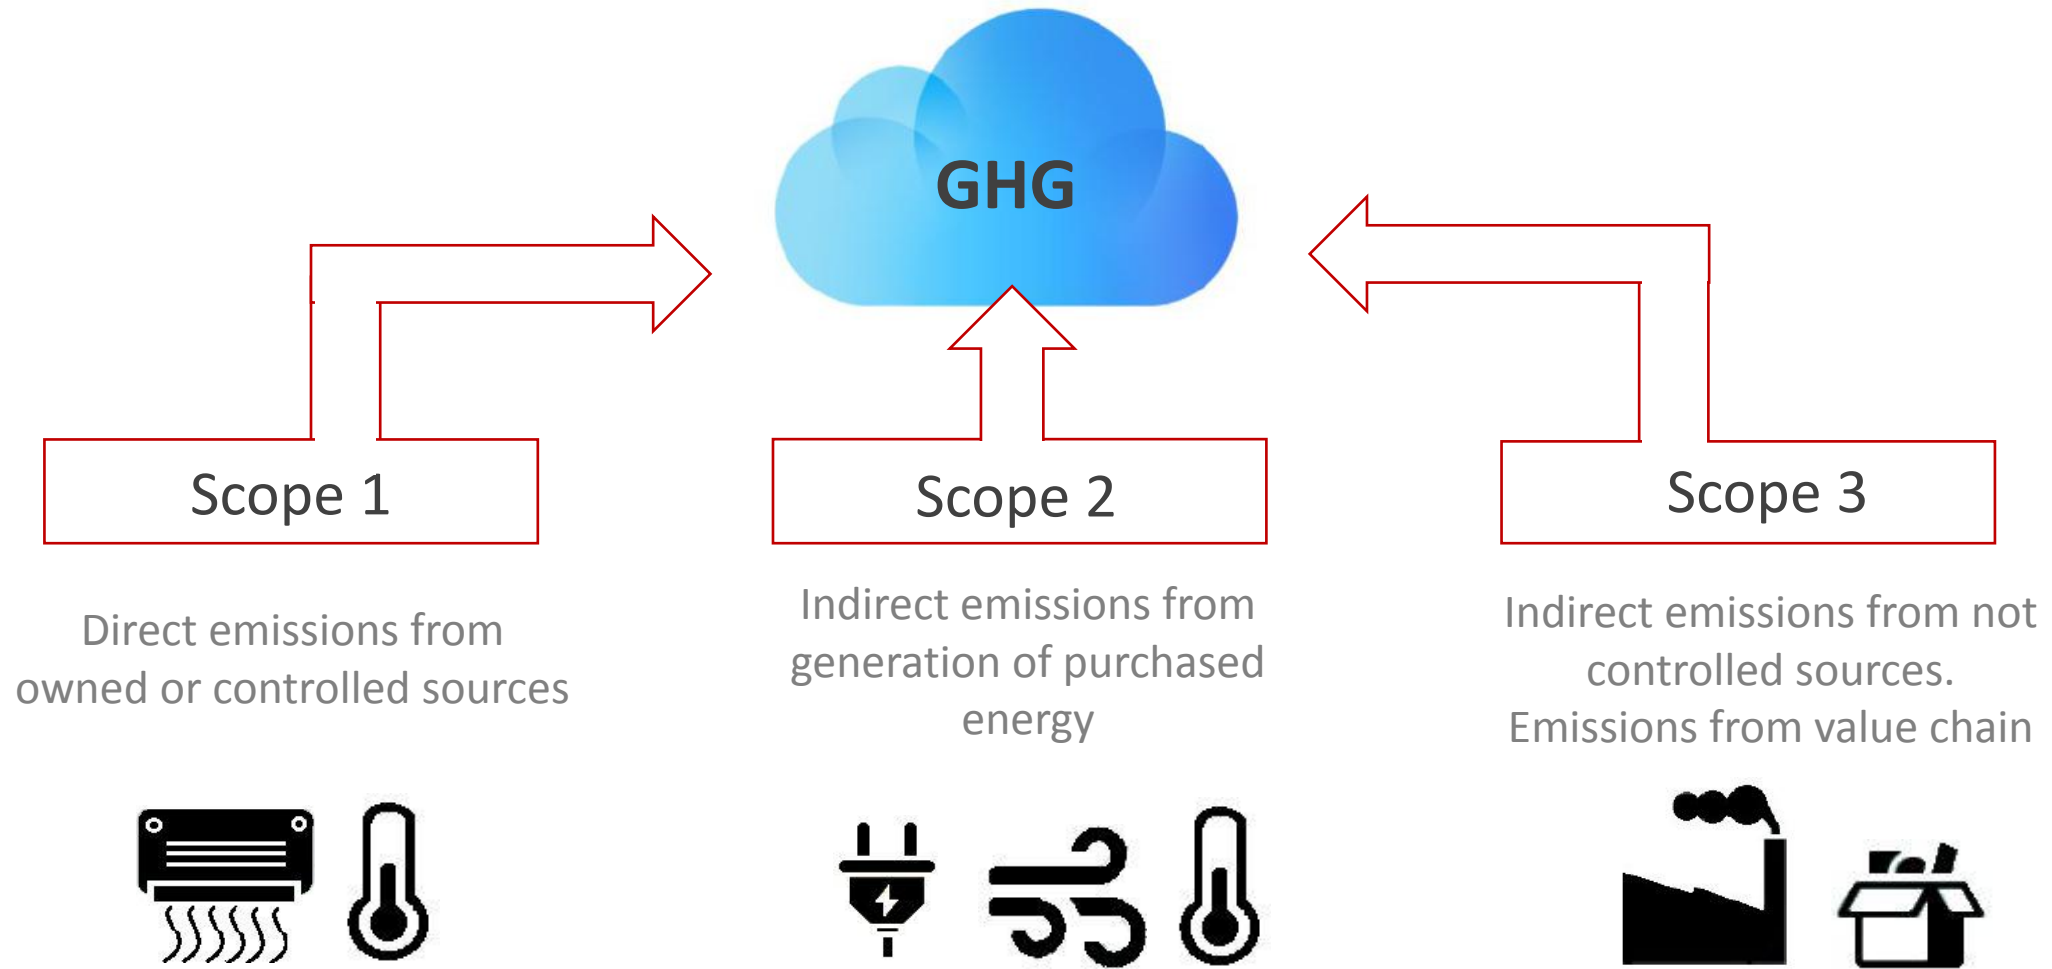 GHG
Scope 1
Scope 2
Scope 3
Direct emissions from
owned or controlled sources
Indirect emissions from
generation of purchased
energy
Indirect emissions from not
controlled sources.
Emissions from value chain